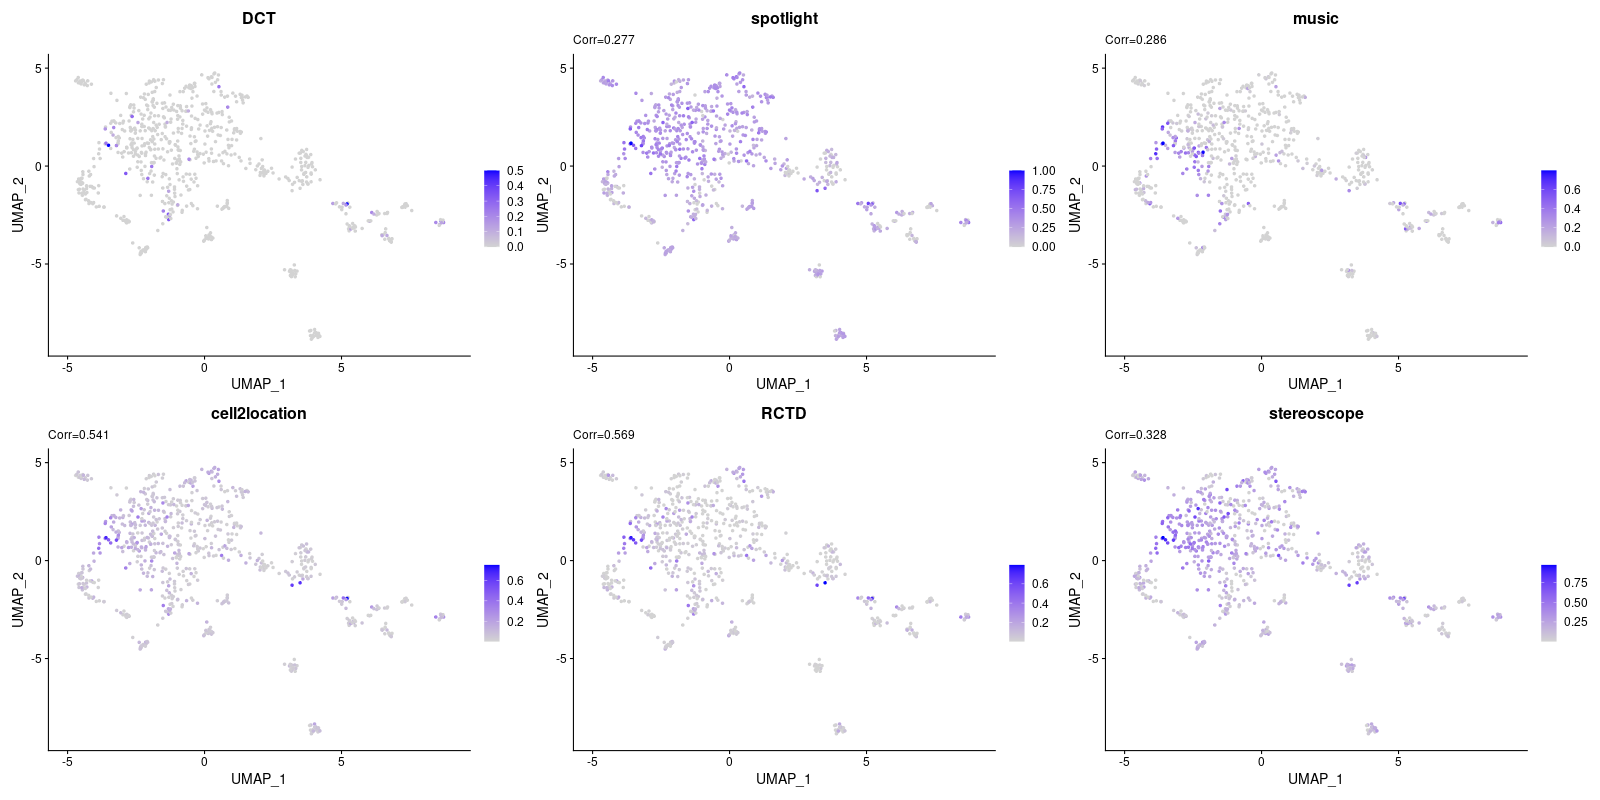 DCT
5
0
-5
UMAP_2
-5
0
5
UMAP_1
0.5
0.4
0.3
0.2
0.1
0.0
spotlight
Corr=0.277
5
0
-5
UMAP_2
-5
0
5
UMAP_1
1.00
0.75
0.50
0.25
0.00
music
Corr=0.286
5
0
-5
UMAP_2
-5
0
5
UMAP_1
0.6
0.4
0.2
0.0
cell2location
Corr=0.541
5
0
-5
UMAP_2
-5
0
5
UMAP_1
0.6
0.4
0.2
RCTD
Corr=0.569
5
0
-5
UMAP_2
-5
0
5
UMAP_1
0.6
0.4
0.2
stereoscope
Corr=0.328
5
0
-5
UMAP_2
-5
0
5
UMAP_1
0.75
0.50
0.25